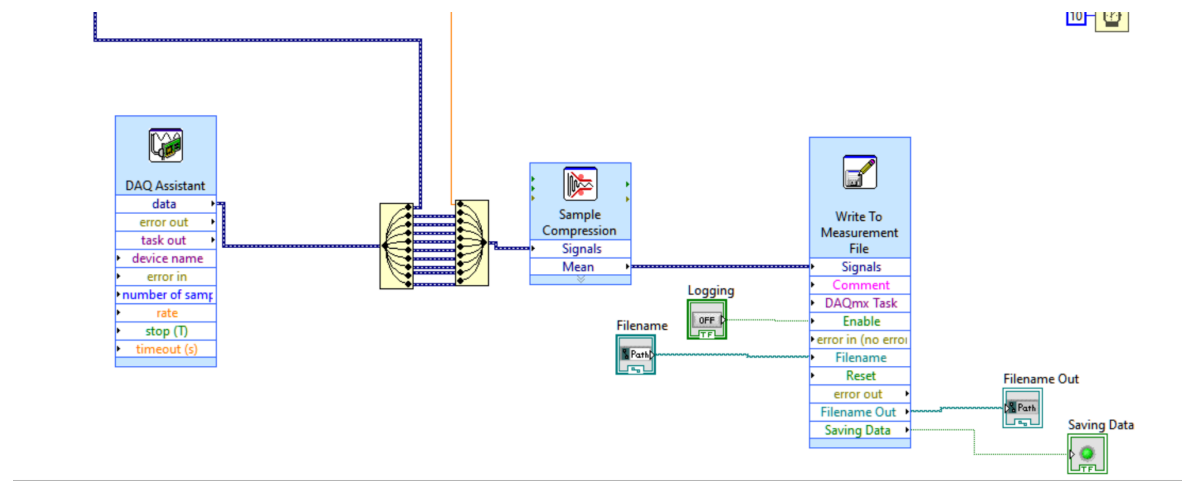 10
DAQ Assistant
data
error out
task out
device name
error in
number of samp
rate
stop (T)
timeout (s)
Sample
Compression
Signals
Mean
Write To
Measurement
File
Signals
Comment
DAQmx Task
Enable
error in (no erroi
Filename
Reset
error out
Filename Out
Saving Data
Logging
OFF
TF
Filename
Path
Filename Out
Path
Saving Data
TF